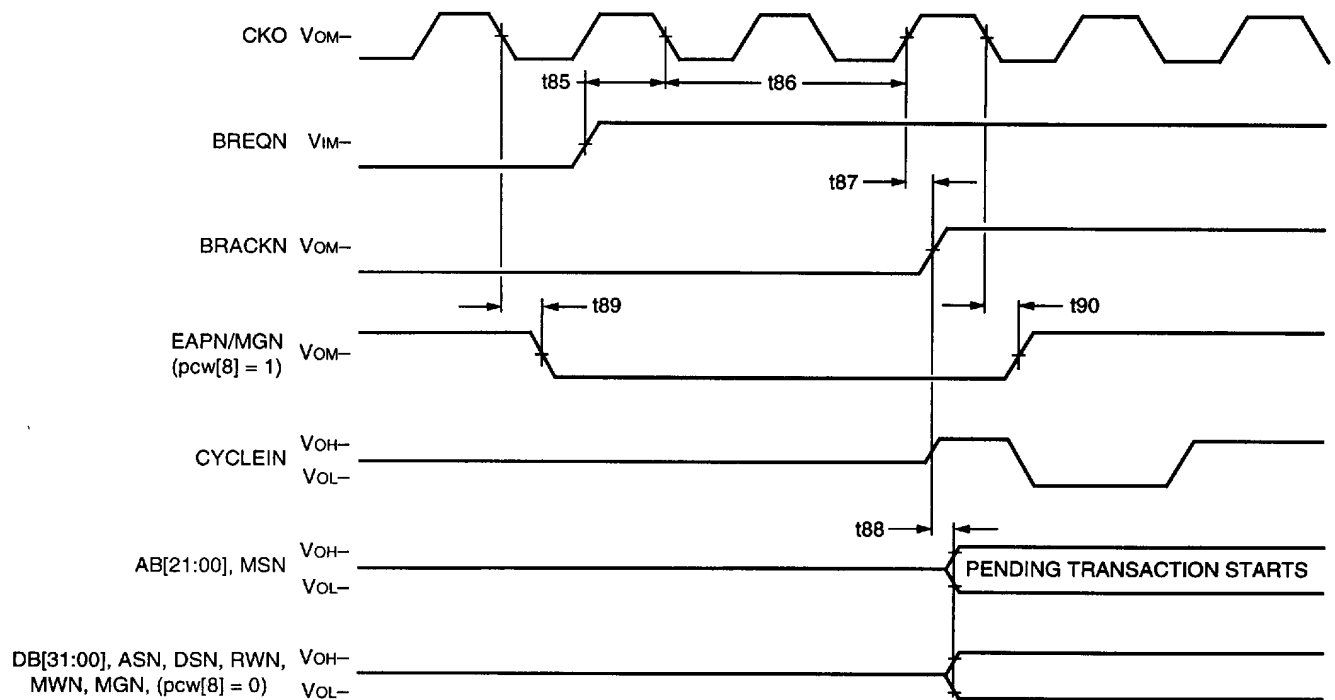 CKO VOM–
t85
t86
BREQN VIM–
t87
BRACKN VOM–
t89
t90
EAPN/MGN
(pcw[8] = 1)
VOM–
CYCLEIN
VOH–
VOL–
t88
AB[21:00], MSN
VOH–
VOL–
PENDING TRANSACTION STARTS
DB[31:00], ASN, DSN, RWN,
MWN, MGN, (pcw[8] = 0)
VOH–
VOL–